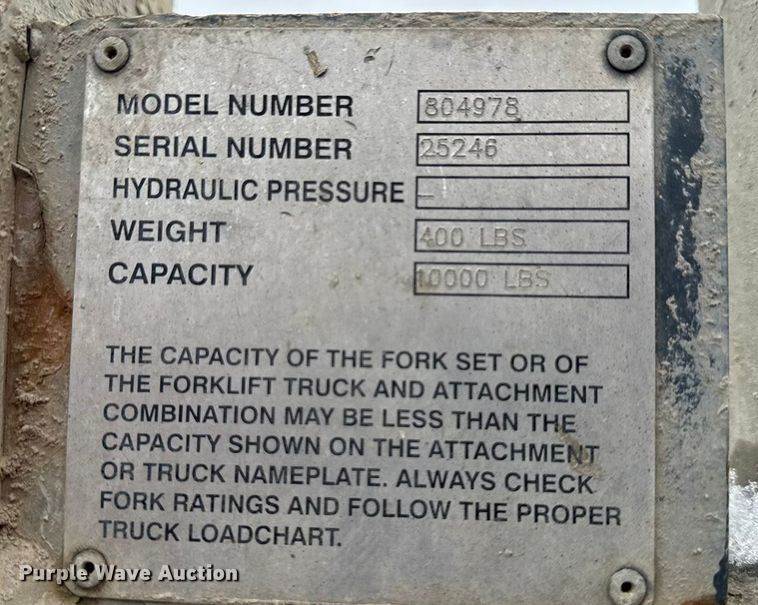 MODEL NUMBER 804978
SERIAL NUMBER 25246
HYDRAULIC PRESSURE –
WEIGHT 400 LBS
CAPACITY 10000 LBS
THE CAPACITY OF THE FORK SET OR OF
THE FORKLIFT TRUCK AND ATTACHMENT
COMBINATION MAY BE LESS THAN THE
CAPACITY SHOWN ON THE ATTACHMENT
OR TRUCK NAMEPLATE. ALWAYS CHECK
FORK RATINGS AND FOLLOW THE PROPER
TRUCK LOADCHART.
Purple Wave Auction